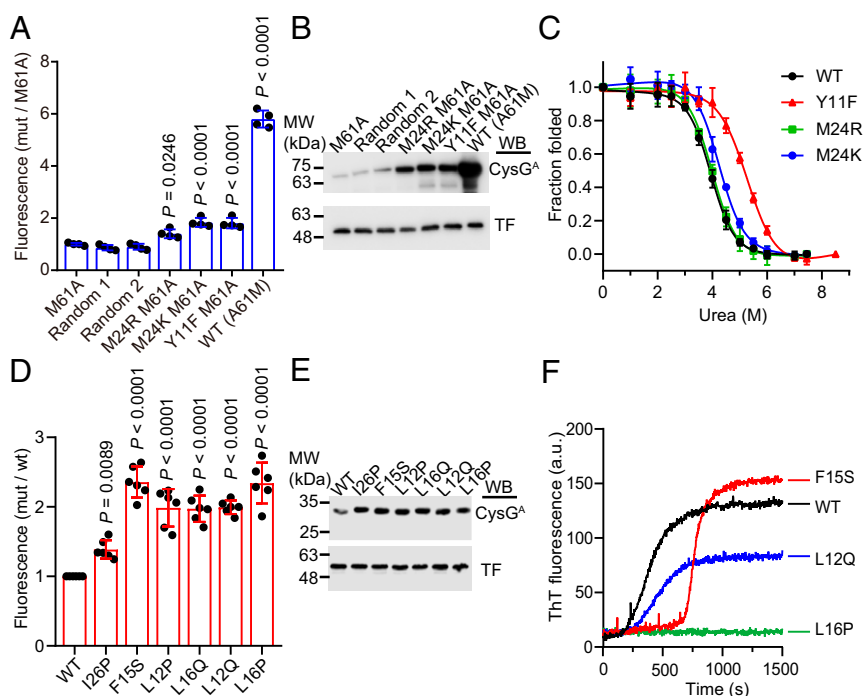 A
Fluorescence (mut / M61A)
8
6
4
2
0
P = 0.0246
P < 0.0001
P < 0.0001
P < 0.0001
M61A
Random 1
Random 2
M24R M61A
M24K M61A
Y11F M61A
WT (A61M)
B
MW
(kDa)
M61A
Random 1
Random 2
M24R M61A
M24K M61A
Y11F M61A
WT (A61M)
WB
75
63
CysGᴬ
63
48
TF
C
Fraction folded
1.0
0.8
0.6
0.4
0.2
0.0
0
2
4
6
8
Urea (M)
WT
Y11F
M24R
M24K
D
Fluorescence (mut / wt)
3
2
1
0
P = 0.0089
P < 0.0001
P < 0.0001
P < 0.0001
P < 0.0001
P < 0.0001
WT
I26P
F15S
L12P
L16Q
L12Q
L16P
E
MW
(kDa)
WT
I26P
F15S
L12P
L16Q
L12Q
L16P
WB
35
25
CysGᴬ
63
48
TF
F
ThT fluorescence (a.u.)
200
150
100
50
0
0
500
1000
1500
Time (s)
F15S
WT
L12Q
L16P